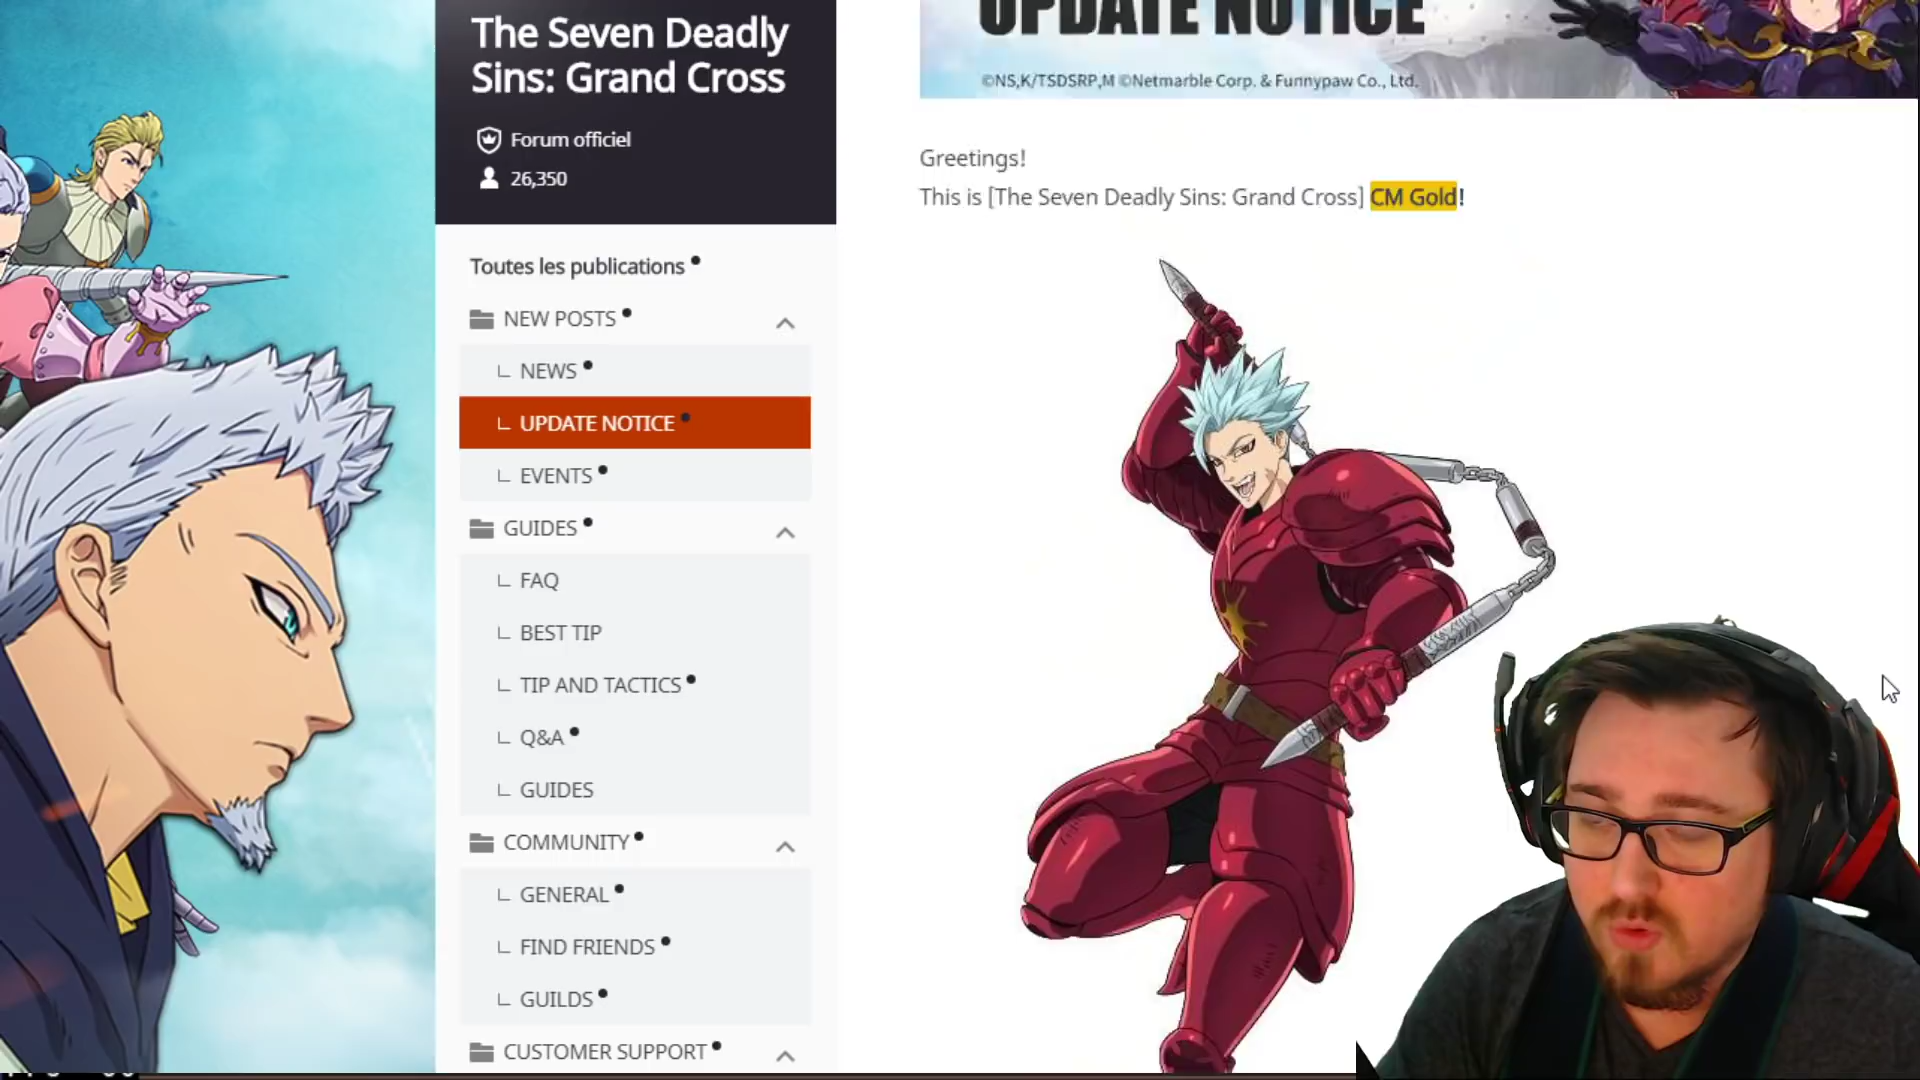 The Seven Deadly
Sins: Grand Cross
Forum officiel
26,350
Toutes les publications
NEW POSTS
NEWS
UPDATE NOTICE
EVENTS
GUIDES
FAQ
BEST TIP
TIP AND TACTICS
Q&A
GUIDES
COMMUNITY
GENERAL
FIND FRIENDS
GUILDS
CUSTOMER SUPPORT
UPDATE NOTICE
©NS,K/TSDSRP,M ©Netmarble Corp. & Funnypaw Co., Ltd.
Greetings!
This is [The Seven Deadly Sins: Grand Cross] CM Gold!